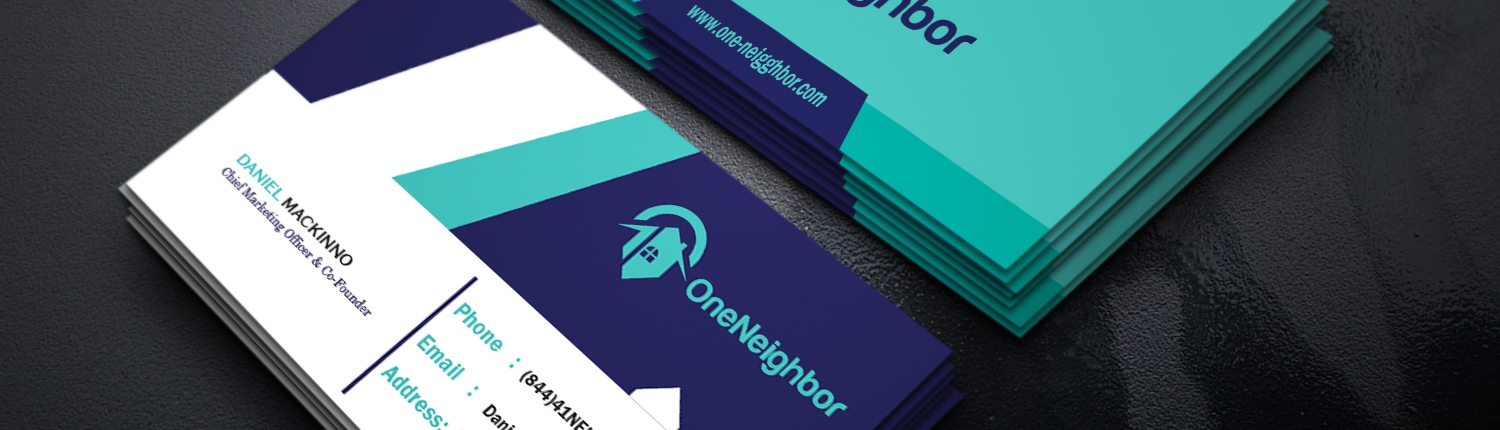 www.one-neigghbor.com
DANIEL MACKINNO
Chief Marketing Officer & Co-Founder
OneNeighbor
Phone :
Email :
Address: